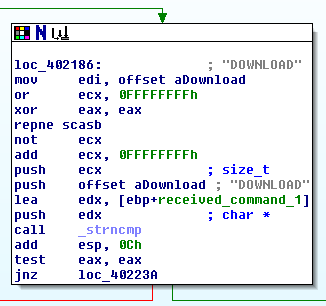 N
loc_402186: ; "DOWNLOAD"
mov edi, offset aDownload
or ecx, 0FFFFFFFFh
xor eax, eax
repne scasb
not ecx
add ecx, 0FFFFFFFFh
push ecx ; size_t
push offset aDownload ; "DOWNLOAD"
lea edx, [ebp+received_command_1]
push edx ; char *
call _strncmp
add esp, 0Ch
test eax, eax
jnz loc_40223A